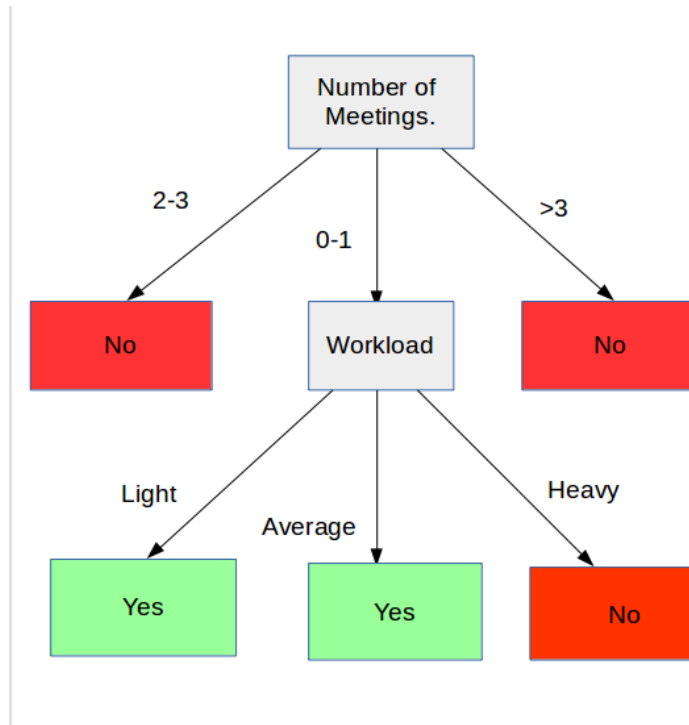 Number of
Meetings.
2-3
0-1
>3
No
Workload
No
Light
Average
Heavy
Yes
Yes
No